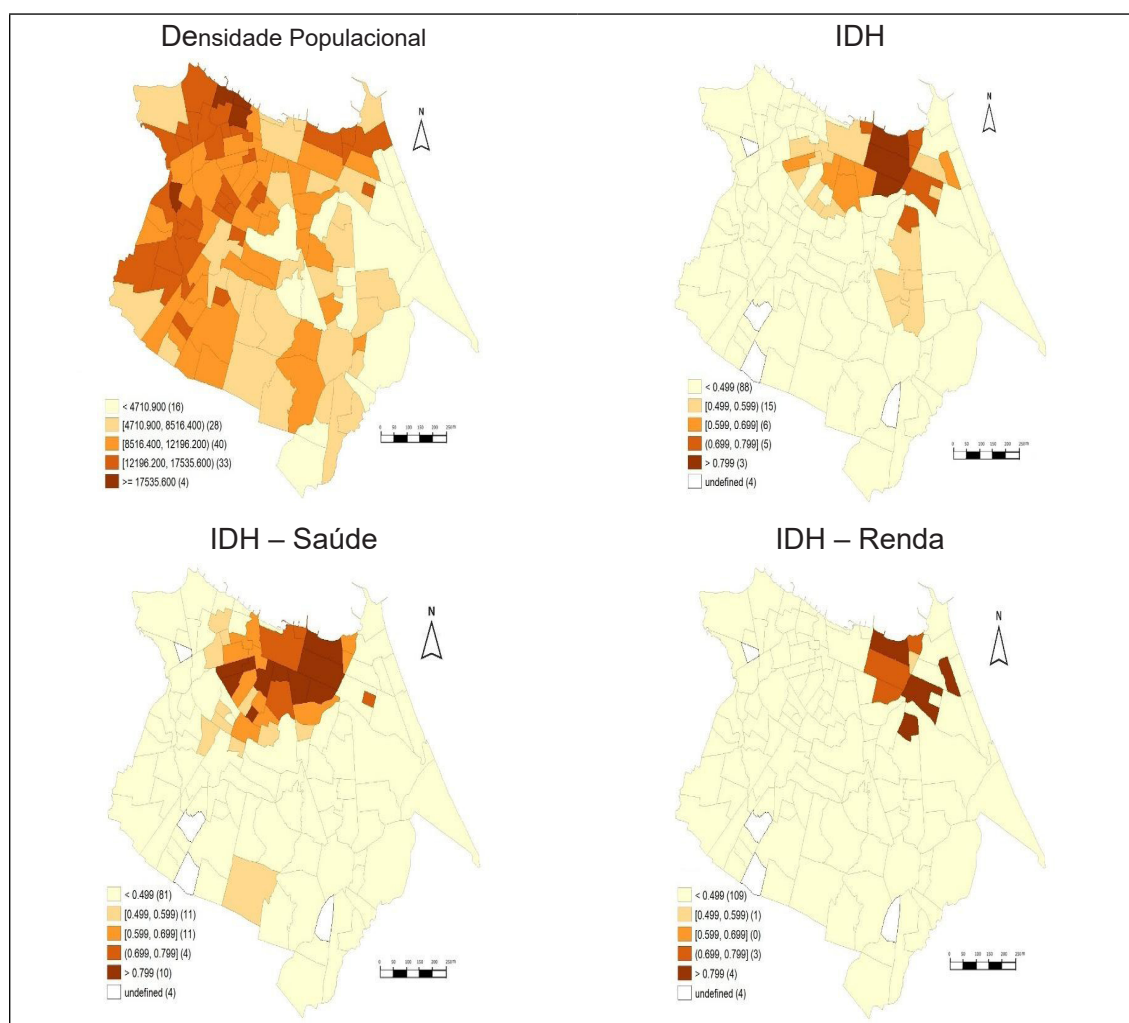 Densidade Populacional
N
< 4710.900 (16)
[4710.900, 8516.400) (28)
[8516.400, 12196.200) (40)
[12196.200, 17535.600) (33)
>= 17535.600 (4)
IDH
N
< 0.499 (88)
[0.499, 0.599) (15)
[0.599, 0.699] (6)
(0.699, 0.799] (5)
> 0.799 (3)
undefined (4)
IDH – Saúde
N
< 0.499 (81)
[0.499, 0.599) (11)
[0.599, 0.699] (11)
(0.699, 0.799] (4)
> 0.799 (10)
undefined (4)
IDH – Renda
N
< 0.499 (109)
[0.499, 0.599) (1)
[0.599, 0.699] (0)
(0.699, 0.799] (3)
> 0.799 (4)
undefined (4)